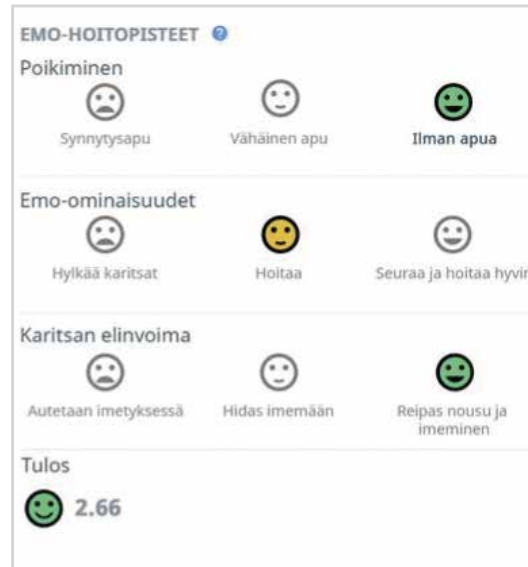 EMO-HOITOPISTEET ?
Poikiminen
Synnytysapu Vähäinen apu Ilman apua
Emo-ominaisuudet
Hylkää karitsat Hoitaa Seuraa ja hoitaa hyvin
Karitsan elinvoima
Autetaan imetyksessä Hidas imemään Reipas nousu ja
imeminen
Tulos
2.66